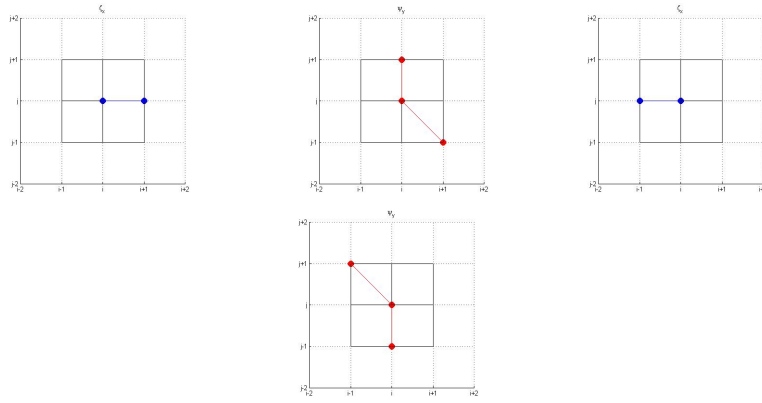 ζx
j+2
j+1
j
j-1
j-2
i-2 i-1 i i+1 i+2
ψy
j+2
j+1
j
j-1
j-2
i-2 i-1 i i+1 i+2
ζx
j+2
j+1
j
j-1
j-2
i-2 i-1 i i+1
ψy
j+2
j+1
j
j-1
j-2
i-2 i-1 i i+1 i+2